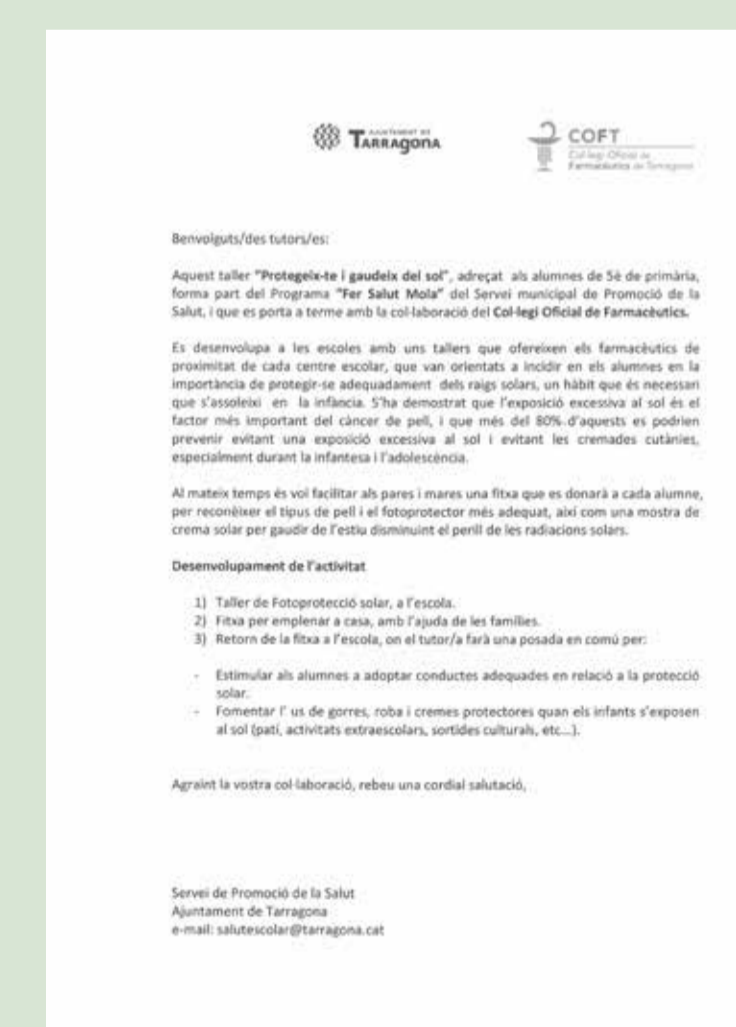 AJUNTAMENT DE
TARRAGONA
COFT
Col·legi Oficial de
Farmacèutics de Tarragona
Benvolguts/des tutors/es:
Aquest taller "Protegeix-te i gaudeix del sol", adreçat als alumnes de 5è de primària,
forma part del Programa "Fer Salut Mola" del Servei municipal de Promoció de la
Salut, i que es porta a terme amb la col·laboració del Col·legi Oficial de Farmacèutics.
Es desenvolupa a les escoles amb uns tallers que ofereixen els farmacèutics de
proximitat de cada centre escolar, que van orientats a incidir en els alumnes en la
importància de protegir-se adequadament dels raigs solars, un hàbit que és necessari
que s'assoleixi en la infància. S'ha demostrat que l'exposició excessiva al sol és el
factor més important del càncer de pell, i que més del 80% d'aquests es podrien
prevenir evitant una exposició excessiva al sol i evitant les cremades cutànies,
especialment durant la infantesa i l'adolescència.
Al mateix temps és vol facilitar als pares i mares una fitxa que es donarà a cada alumne,
per reconèixer el tipus de pell i el fotoprotector més adequat, així com una mostra de
crema solar per gaudir de l'estiu disminuint el perill de les radiacions solars.
Desenvolupament de l'activitat
1) Taller de Fotoprotecció solar, a l'escola.
2) Fitxa per emplenar a casa, amb l'ajuda de les famílies.
3) Retorn de la fitxa a l'escola, on el tutor/a farà una posada en comú per:
- Estimular als alumnes a adoptar conductes adequades en relació a la protecció
solar.
- Fomentar l' us de gorres, roba i cremes protectores quan els infants s'exposen
al sol (pati, activitats extraescolars, sortides culturals, etc...).
Agraint la vostra col·laboració, rebeu una cordial salutació,
Servei de Promoció de la Salut
Ajuntament de Tarragona
e-mail: salutescolar@tarragona.cat